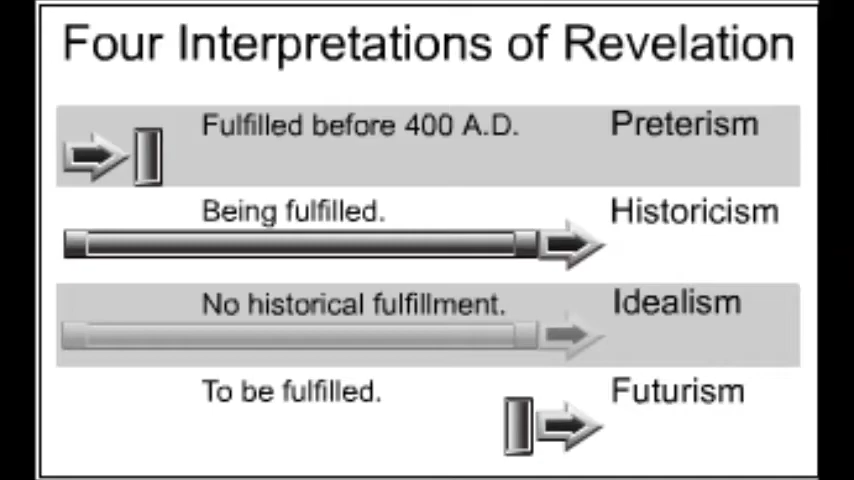 Four Interpretations of Revelation
Fulfilled before 400 A.D. Preterism
Being fulfilled. Historicism
No historical fulfillment. Idealism
To be fulfilled. Futurism